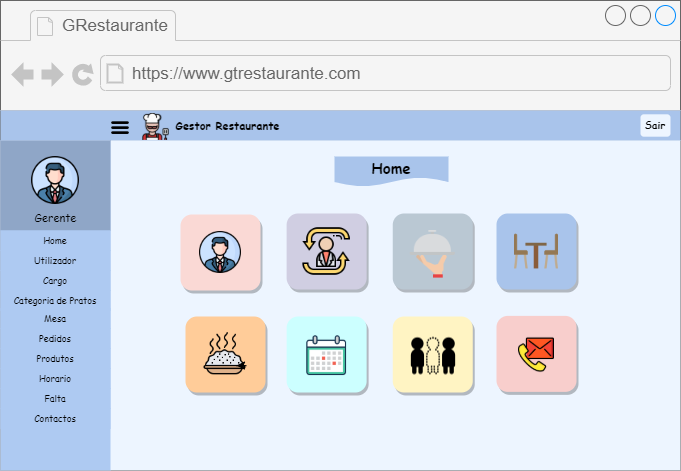 GRestaurante
https://www.gtrestaurante.com
Gestor Restaurante
Sair
Home
Gerente
Home
Utilizador
Cargo
Categoria de Pratos
Mesa
Pedidos
Produtos
Horario
Falta
Contactos